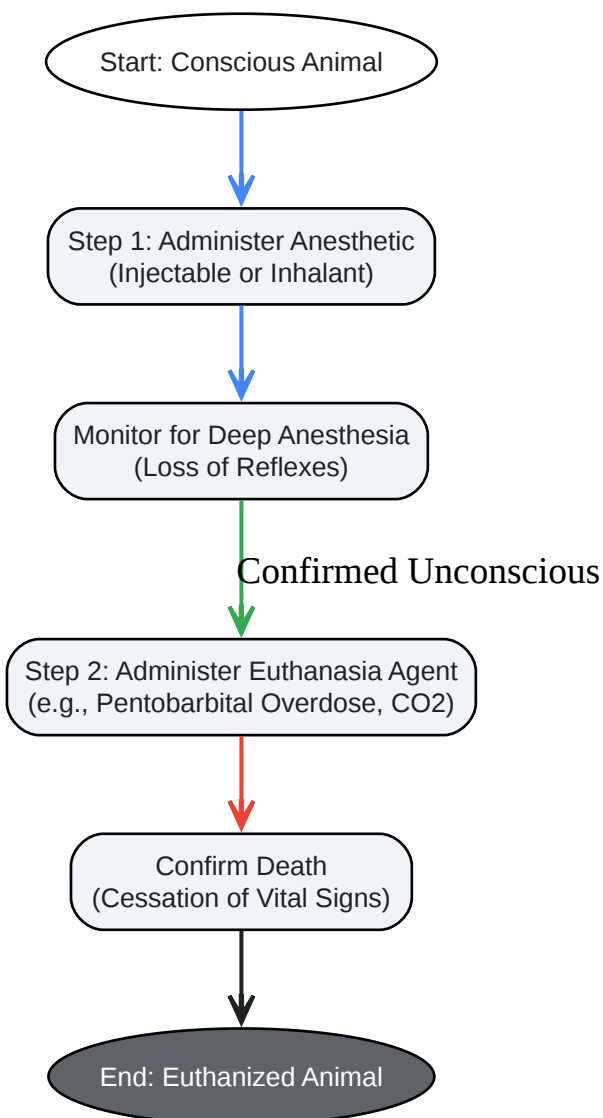 Start: Conscious Animal
Step 1: Administer Anesthetic
(Injectable or Inhalant)
Monitor for Deep Anesthesia
(Loss of Reflexes)
Confirmed Unconscious
Step 2: Administer Euthanasia Agent
(e.g., Pentobarbital Overdose, CO2)
Confirm Death
(Cessation of Vital Signs)
End: Euthanized Animal